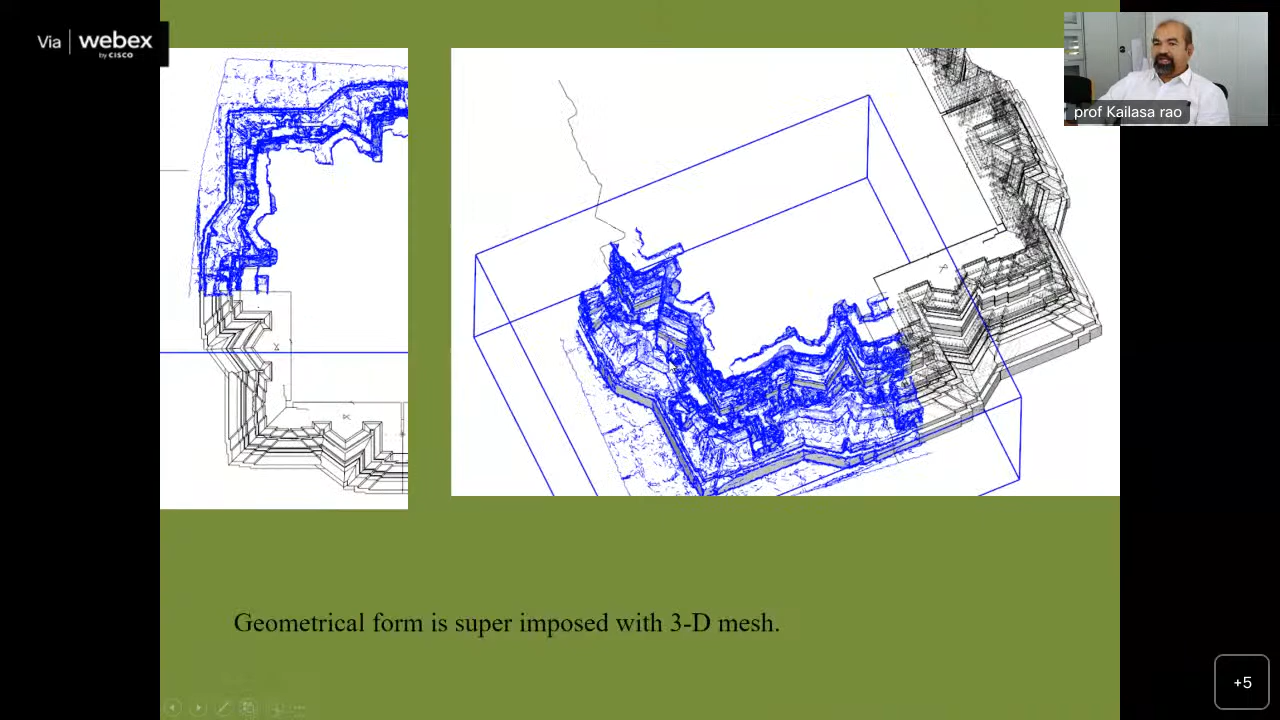 Via webex
by CISCO
prof Kailasa rao
Geometrical form is super imposed with 3-D mesh.
+5